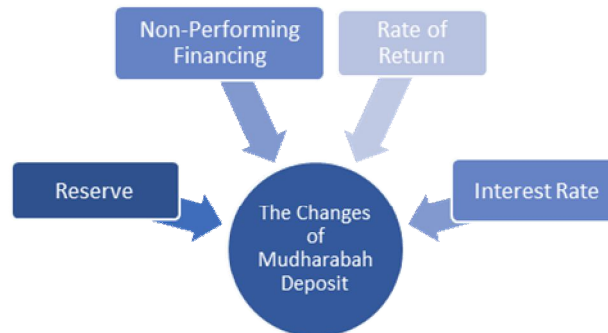 Non-Performing
Financing
Rate of
Return
Reserve
Interest Rate
The Changes
of
Mudharabah
Deposit